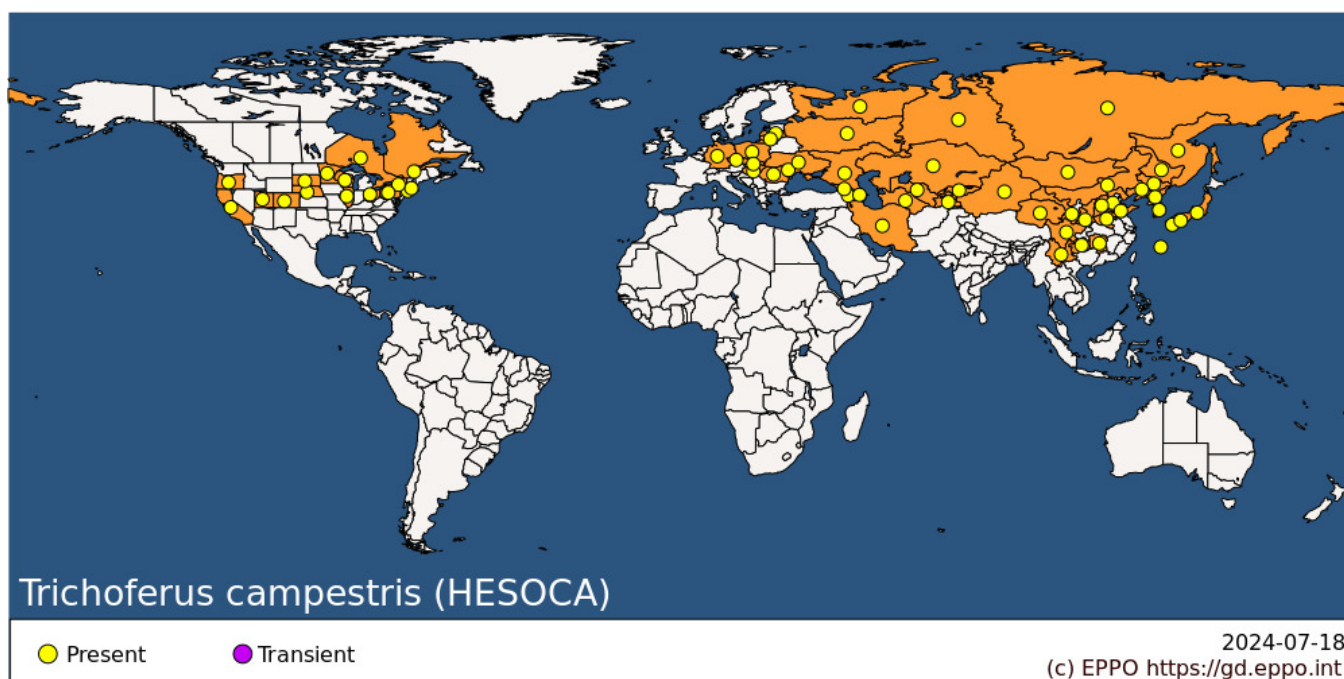 Trichoferus campestris (HESOCA)
Present
Transient
2024-07-18
(c) EPPO https://gd.eppo.int